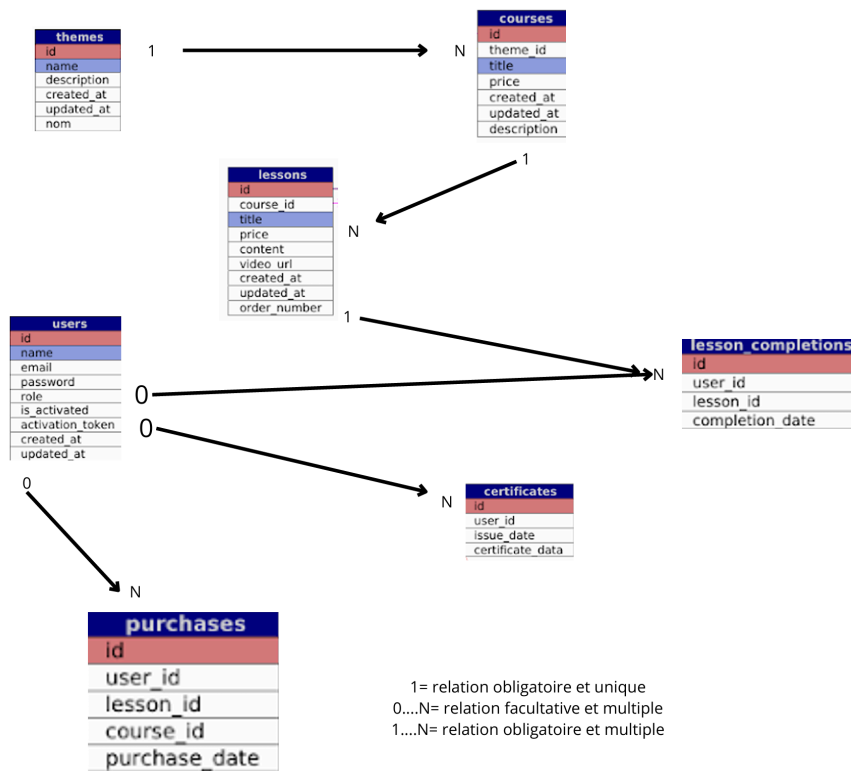 themes
id
name
description
created_at
updated_at
nom
1
N
courses
id
theme_id
title
price
created_at
updated_at
description
1
lessons
id
course_id
title
price
content
video_url
created_at
updated_at
order_number
N
1
users
id
name
email
password
role
is_activated
activation_token
created_at
updated_at
0
0
0
N
lesson_completions
id
user_id
lesson_id
completion_date
N
certificates
id
user_id
issue_date
certificate_data
N
purchases
id
user_id
lesson_id
course_id
purchase_date
1= relation obligatoire et unique
0....N= relation facultative et multiple
1....N= relation obligatoire et multiple